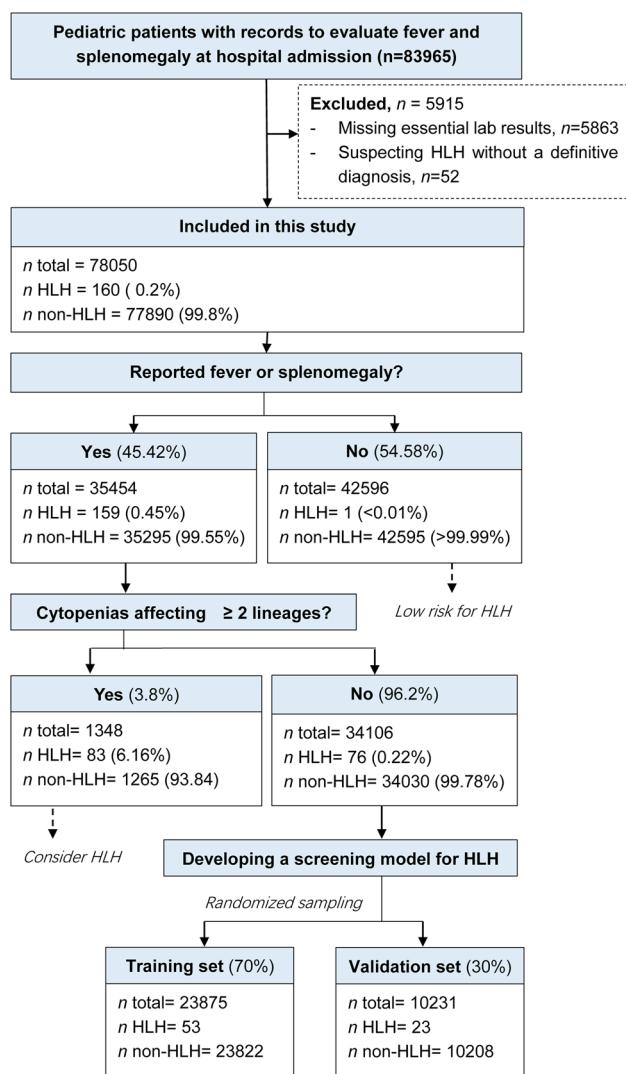 Pediatric patients with records to evaluate fever and
splenomegaly at hospital admission (n=83965)
Excluded, n = 5915
- Missing essential lab results, n=5863
- Suspecting HLH without a definitive
diagnosis, n=52
Included in this study
n total = 78050
n HLH = 160 ( 0.2%)
n non-HLH = 77890 (99.8%)
Reported fever or splenomegaly?
Yes (45.42%)
n total = 35454
n HLH = 159 (0.45%)
n non-HLH = 35295 (99.55%)
No (54.58%)
n total= 42596
n HLH= 1 (<0.01%)
n non-HLH= 42595 (>99.99%)
Low risk for HLH
Cytopenias affecting ≥ 2 lineages?
Yes (3.8%)
n total= 1348
n HLH= 83 (6.16%)
n non-HLH= 1265 (93.84)
Consider HLH
No (96.2%)
n total= 34106
n HLH= 76 (0.22%)
n non-HLH= 34030 (99.78%)
Developing a screening model for HLH
Randomized sampling
Training set (70%)
n total= 23875
n HLH= 53
n non-HLH= 23822
Validation set (30%)
n total= 10231
n HLH= 23
n non-HLH= 10208